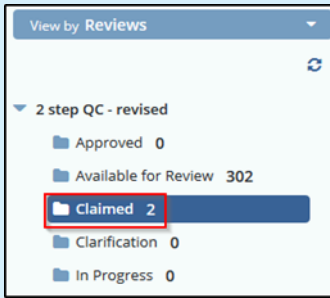 View by Reviews
2 step QC - revised
Approved 0
Available for Review 302
Claimed 2
Clarification 0
In Progress 0